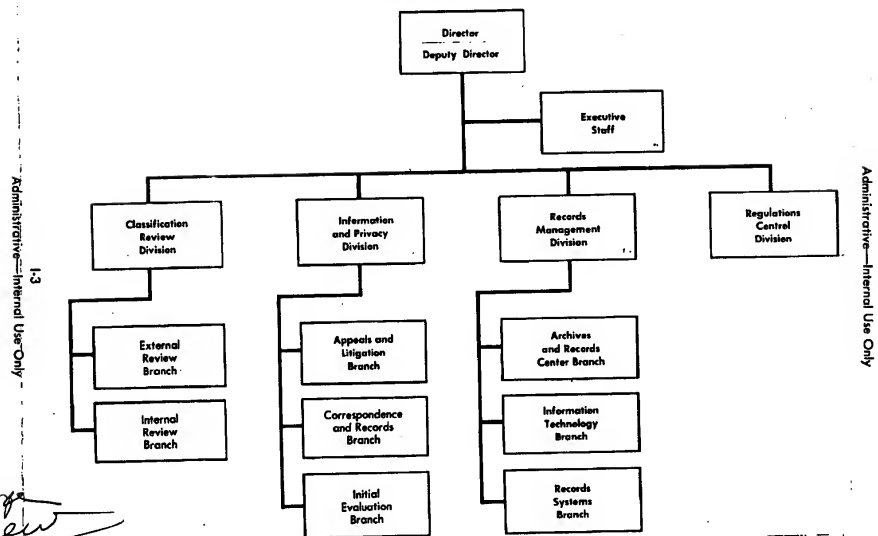 Director
Deputy Director
Executive
Staff
Classification
Review
Division
Information
and Privacy
Division
Records
Management
Division
Regulations
Control
Division
External
Review
Branch
Internal
Review
Branch
Appeals and
Litigation
Branch
Correspondence
and Records
Branch
Initial
Evaluation
Branch
Archives
and Records
Center Branch
Information
Technology
Branch
Records
Systems
Branch
I-3
Administrative—Internal Use Only
Administrative—Internal Use Only